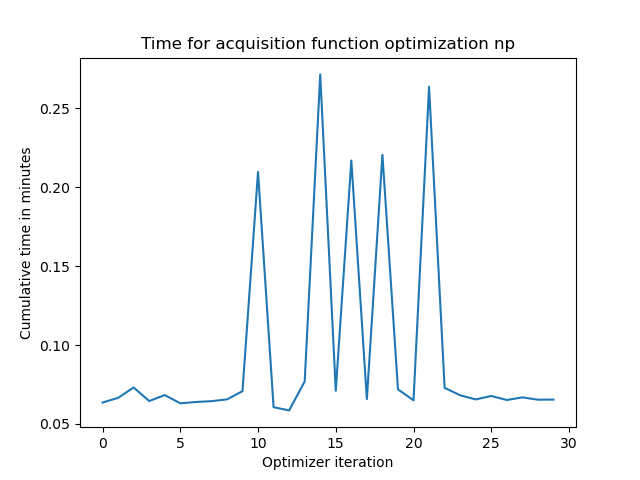 Time for acquisition function optimization np
Cumulative time in minutes
0.25
0.20
0.15
0.10
0.05
0 5 10 15 20 25 30
Optimizer iteration